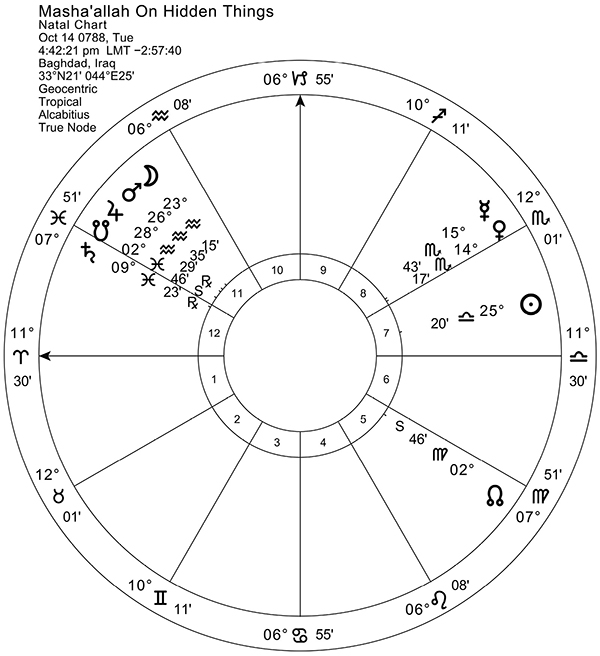 Masha'allah On Hidden Things
Natal Chart
Oct 14 0788, Tue
4:42:21 pm LMT −2:57:40
Baghdad, Iraq
33°N21' 044°E25'
Geocentric
Tropical
Alcabitius
True Node
06° ♑ 55'
10° ♐ 11'
12° ♏ 01'
11° ♎ 30'
07° ♍ 51'
06° ♌ 08'
06° ♋ 55'
10° ♊ 11'
12° ♉ 01'
11° ♈ 30'
07° ♓ 51'
06° ♒ 08'
☽ 23° ♒ 15'
♂ 26° ♒ 35' ℞
♃ 28° ♒ 29' S
☋ 02° ♓ 46' ℞
♄ 09° ♓ 23'
☿ 15° ♏ 43'
♀ 14° ♏ 17'
☉ 25° ♎ 20'
☊ 02° ♍ 46' S
1
2
3
4
5
6
7
8
9
10
11
12